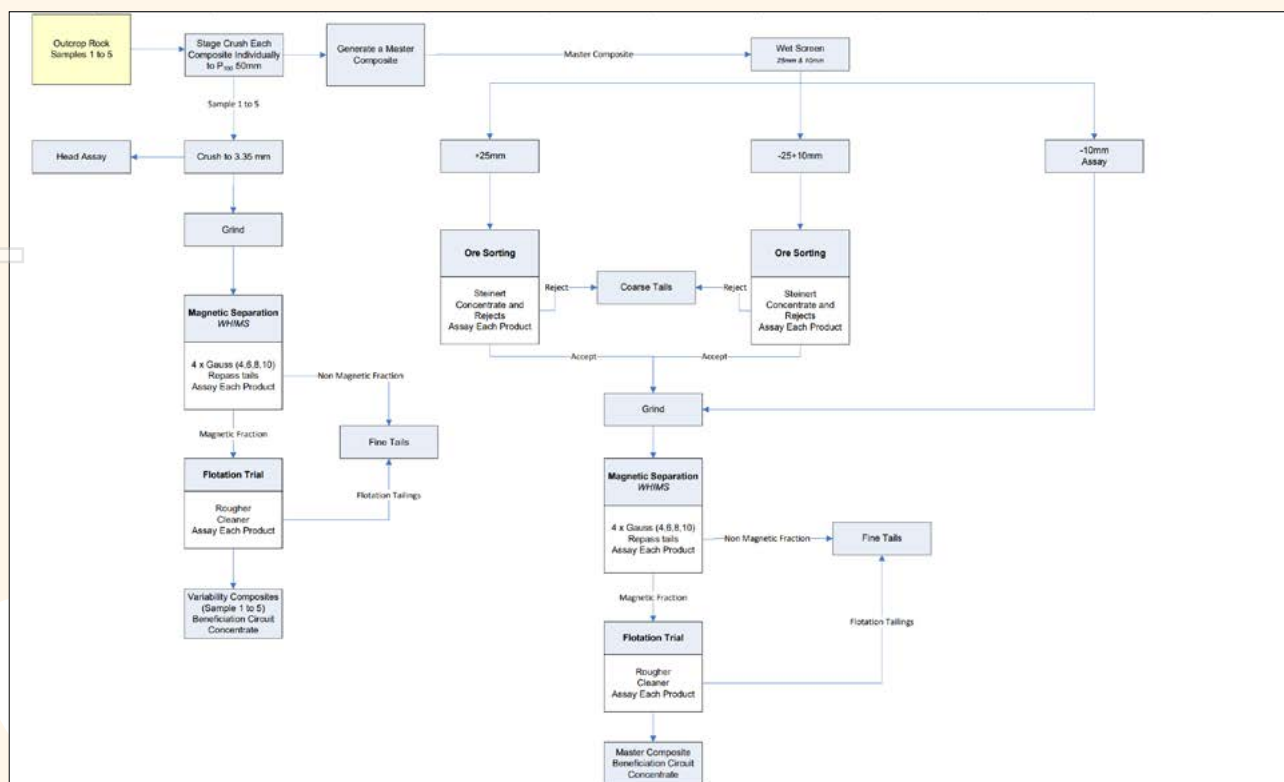 Outcrop Rock
Samples 1 to 5
Stage Crush Each
Composite Individually
to P100 50mm
Generate a Master
Composite
Master Composite
Wet Screen
25mm & 10mm
Sample 1 to 5
Head Assay
Crush to 3.35 mm
+25mm
-25+10mm
-10mm
Assay
Grind
Ore Sorting
Steinert
Concentrate and
Rejects
Assay Each Product
Reject
Coarse Tails
Reject
Ore Sorting
Steinert
Concentrate and
Rejects
Assay Each Product
Magnetic Separation
WHIMS
4 x Gauss (4,6,8,10)
Repass tails
Assay Each Product
Non Magnetic Fraction
Accept
Accept
Grind
Magnetic Fraction
Fine Tails
Flotation Trial
Rougher
Cleaner
Assay Each Product
Flotation Tailings
Magnetic Separation
WHIMS
4 x Gauss (4,6,8,10)
Repass tails
Assay Each Product
Non Magnetic Fraction
Fine Tails
Variability Composites
(Sample 1 to 5)
Beneficiation Circuit
Concentrate
Magnetic Fraction
Flotation Tailings
Flotation Trial
Rougher
Cleaner
Assay Each Product
Master Composite
Beneficiation Circuit
Concentrate